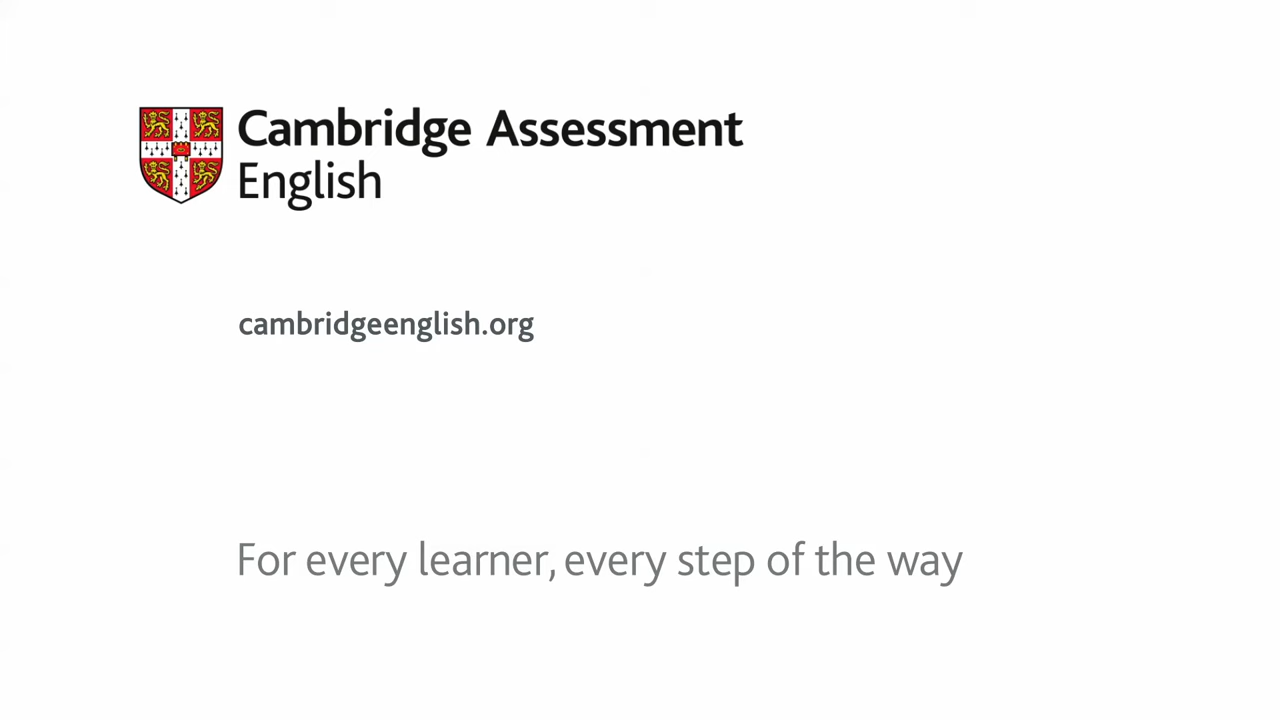 Cambridge Assessment
English
cambridgeenglish.org
For every learner, every step of the way